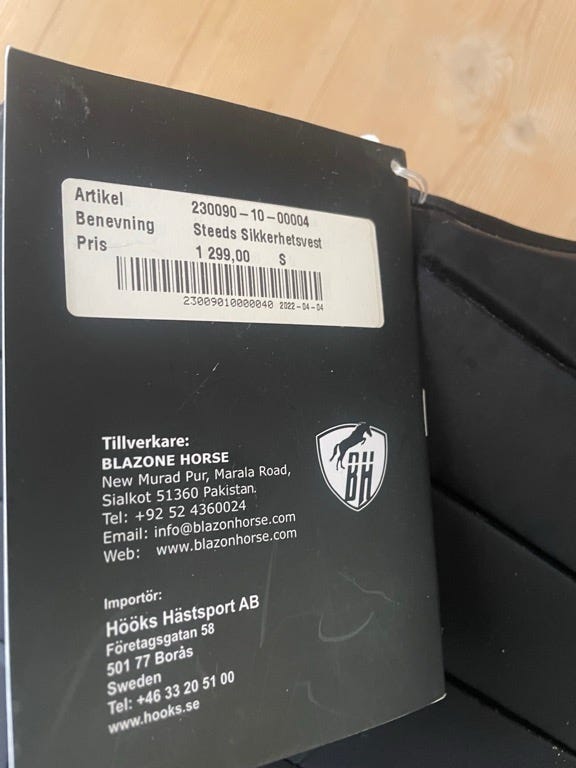 Artikel 230090-10-00004
Benevning Steeds Sikkerhetsvest
Pris 1 299,00 S
23009010000040 2022-04-04
Tillverkare:
BLAZONE HORSE
New Murad Pur, Marala Road,
Sialkot 51360 Pakistan.
Tel: +92 52 4360024
Email: info@blazonhorse.com
Web: www.blazonhorse.com
BH
Importör:
Hööks Hästsport AB
Företagsgatan 58
501 77 Borås
Sweden
Tel: +46 33 20 51 00
www.hooks.se